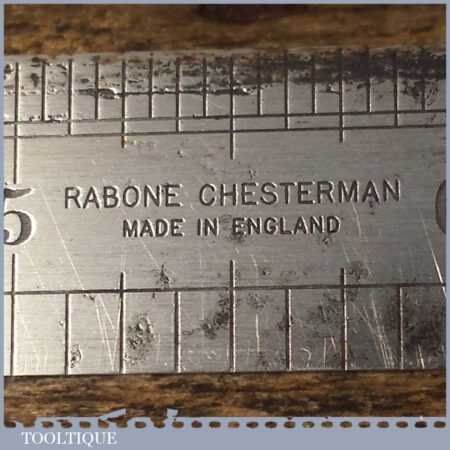 5
RABONE CHESTERMAN
MADE IN ENGLAND
TOOLTIQUE